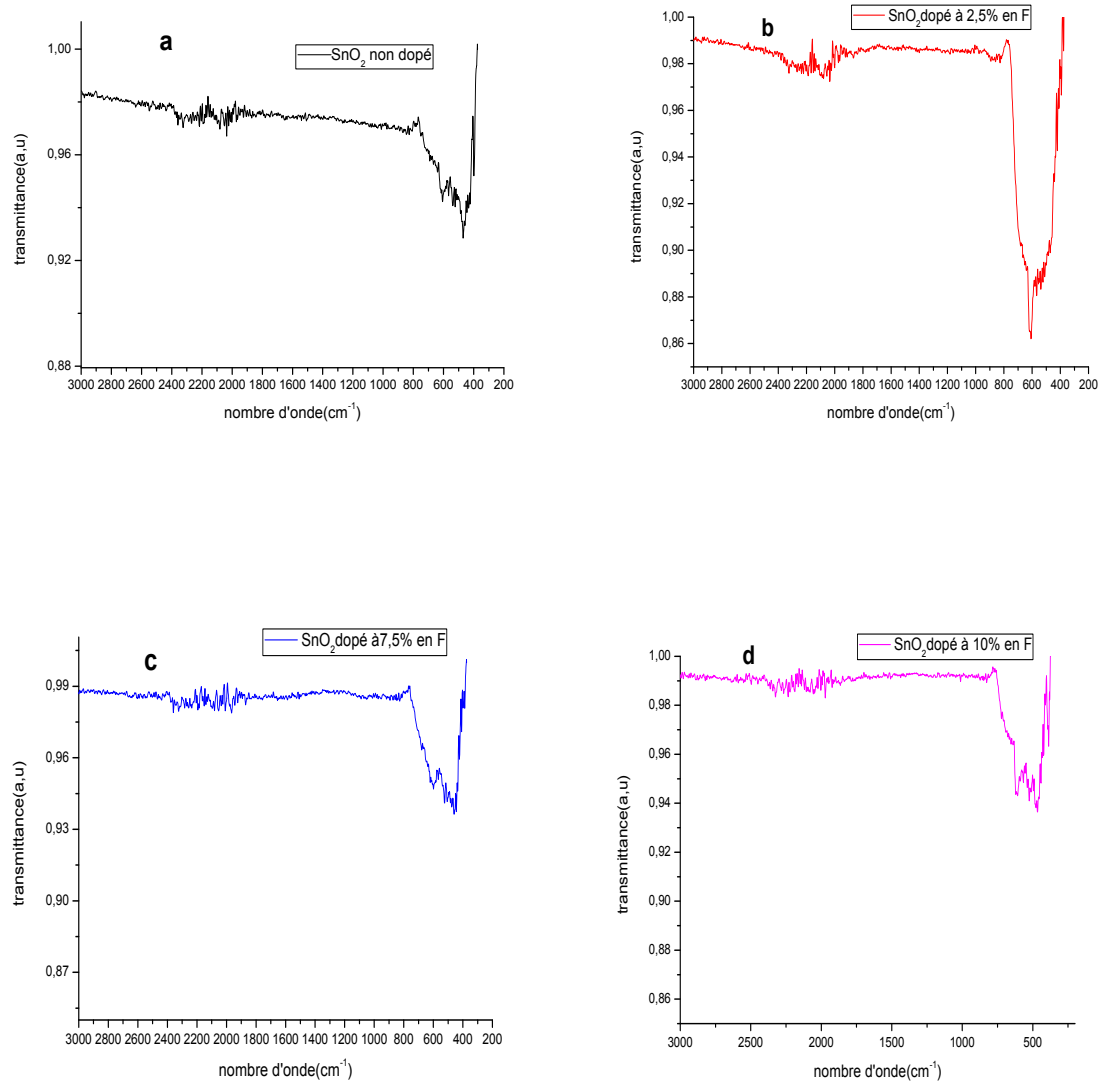 a
SnO2 non dopé
1,00
0,96
0,92
0,88
transmittance(a,u)
3000 2800 2600 2400 2200 2000 1800 1600 1400 1200 1000 800 600 400 200
nombre d'onde(cm-1)
b
SnO2dopé à 2,5% en F
1,00
0,98
0,96
0,94
0,92
0,90
0,88
0,86
transmittance(a,u)
3000 2800 2600 2400 2200 2000 1800 1600 1400 1200 1000 800 600 400 200
nombre d'onde(cm-1)
c
SnO2dopé à7,5% en F
0,99
0,96
0,93
0,90
0,87
transmittance(a,u)
3000 2800 2600 2400 2200 2000 1800 1600 1400 1200 1000 800 600 400 200
nombre d'onde(cm-1)
d
SnO2dopé à 10% en F
1,00
0,98
0,96
0,94
0,92
0,90
0,88
0,86
transmittance(a,u)
3000 2500 2000 1500 1000 500
nombre d'onde(cm-1)